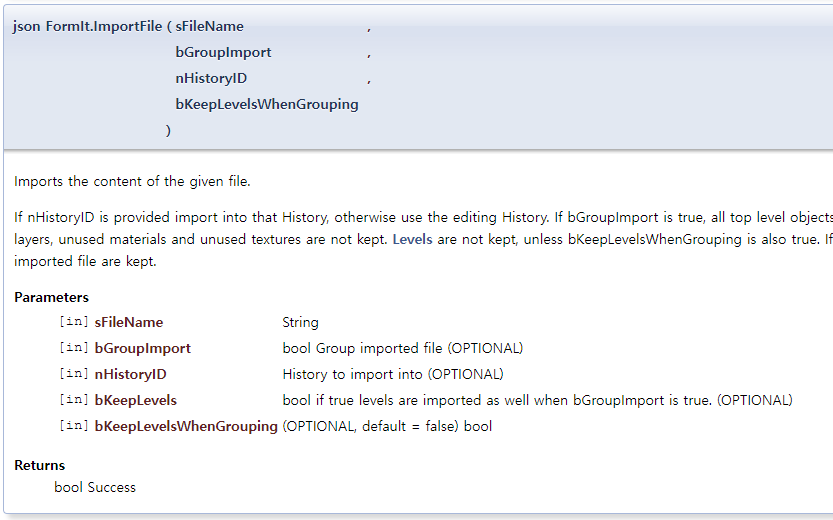 json FormIt.ImportFile ( sFileName ,
bGroupImport ,
nHistoryID ,
bKeepLevelsWhenGrouping
)
Imports the content of the given file.
If nHistoryID is provided import into that History, otherwise use the editing History. If bGroupImport is true, all top level objects
layers, unused materials and unused textures are not kept. Levels are not kept, unless bKeepLevelsWhenGrouping is also true. If
imported file are kept.
Parameters
[in] sFileName String
[in] bGroupImport bool Group imported file (OPTIONAL)
[in] nHistoryID History to import into (OPTIONAL)
[in] bKeepLevels bool if true levels are imported as well when bGroupImport is true. (OPTIONAL)
[in] bKeepLevelsWhenGrouping (OPTIONAL, default = false) bool
Returns
bool Success